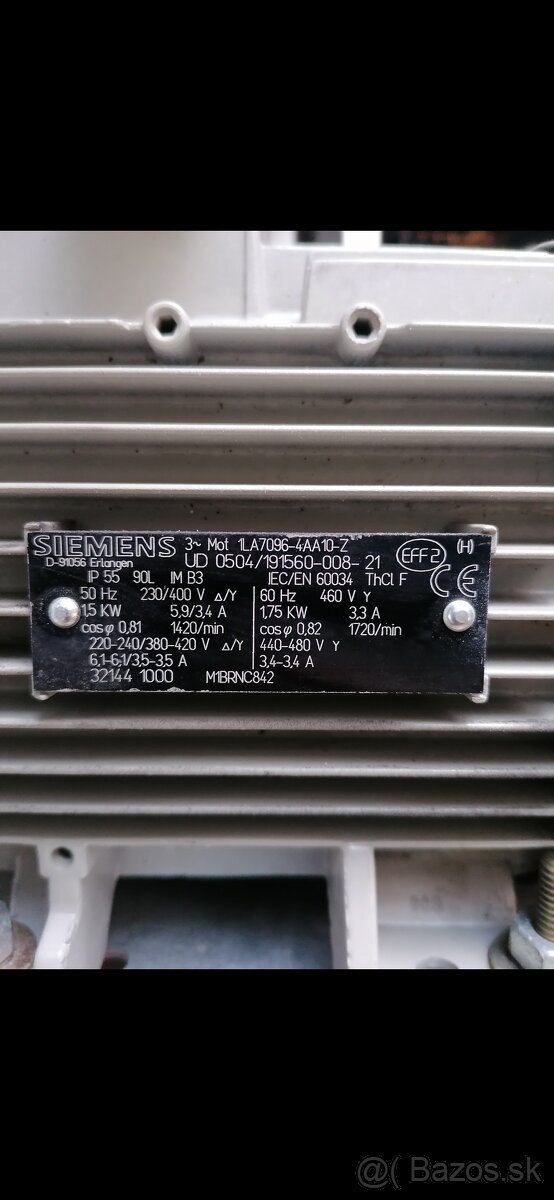 SIEMENS 3~ Mot 1LA7096-4AA10-Z
D-91056 Erlangen UD 0504/191560-008-21 EFF2 (H)
IP 55 90L IM B3 IEC/EN 60034 ThCl F CE
50 Hz 230/400 V Δ/Y 60 Hz 460 V Y
1,5 KW 5,9/3,4 A 1,75 KW 3,3 A
cosφ 0,81 1420/min cosφ 0,82 1720/min
220-240/380-420 V Δ/Y 440-480 V Y
6,1-6,1/3,5-3,5 A 3,4-3,4 A
32144 1000 M1BRNC842
@( Bazos.sk